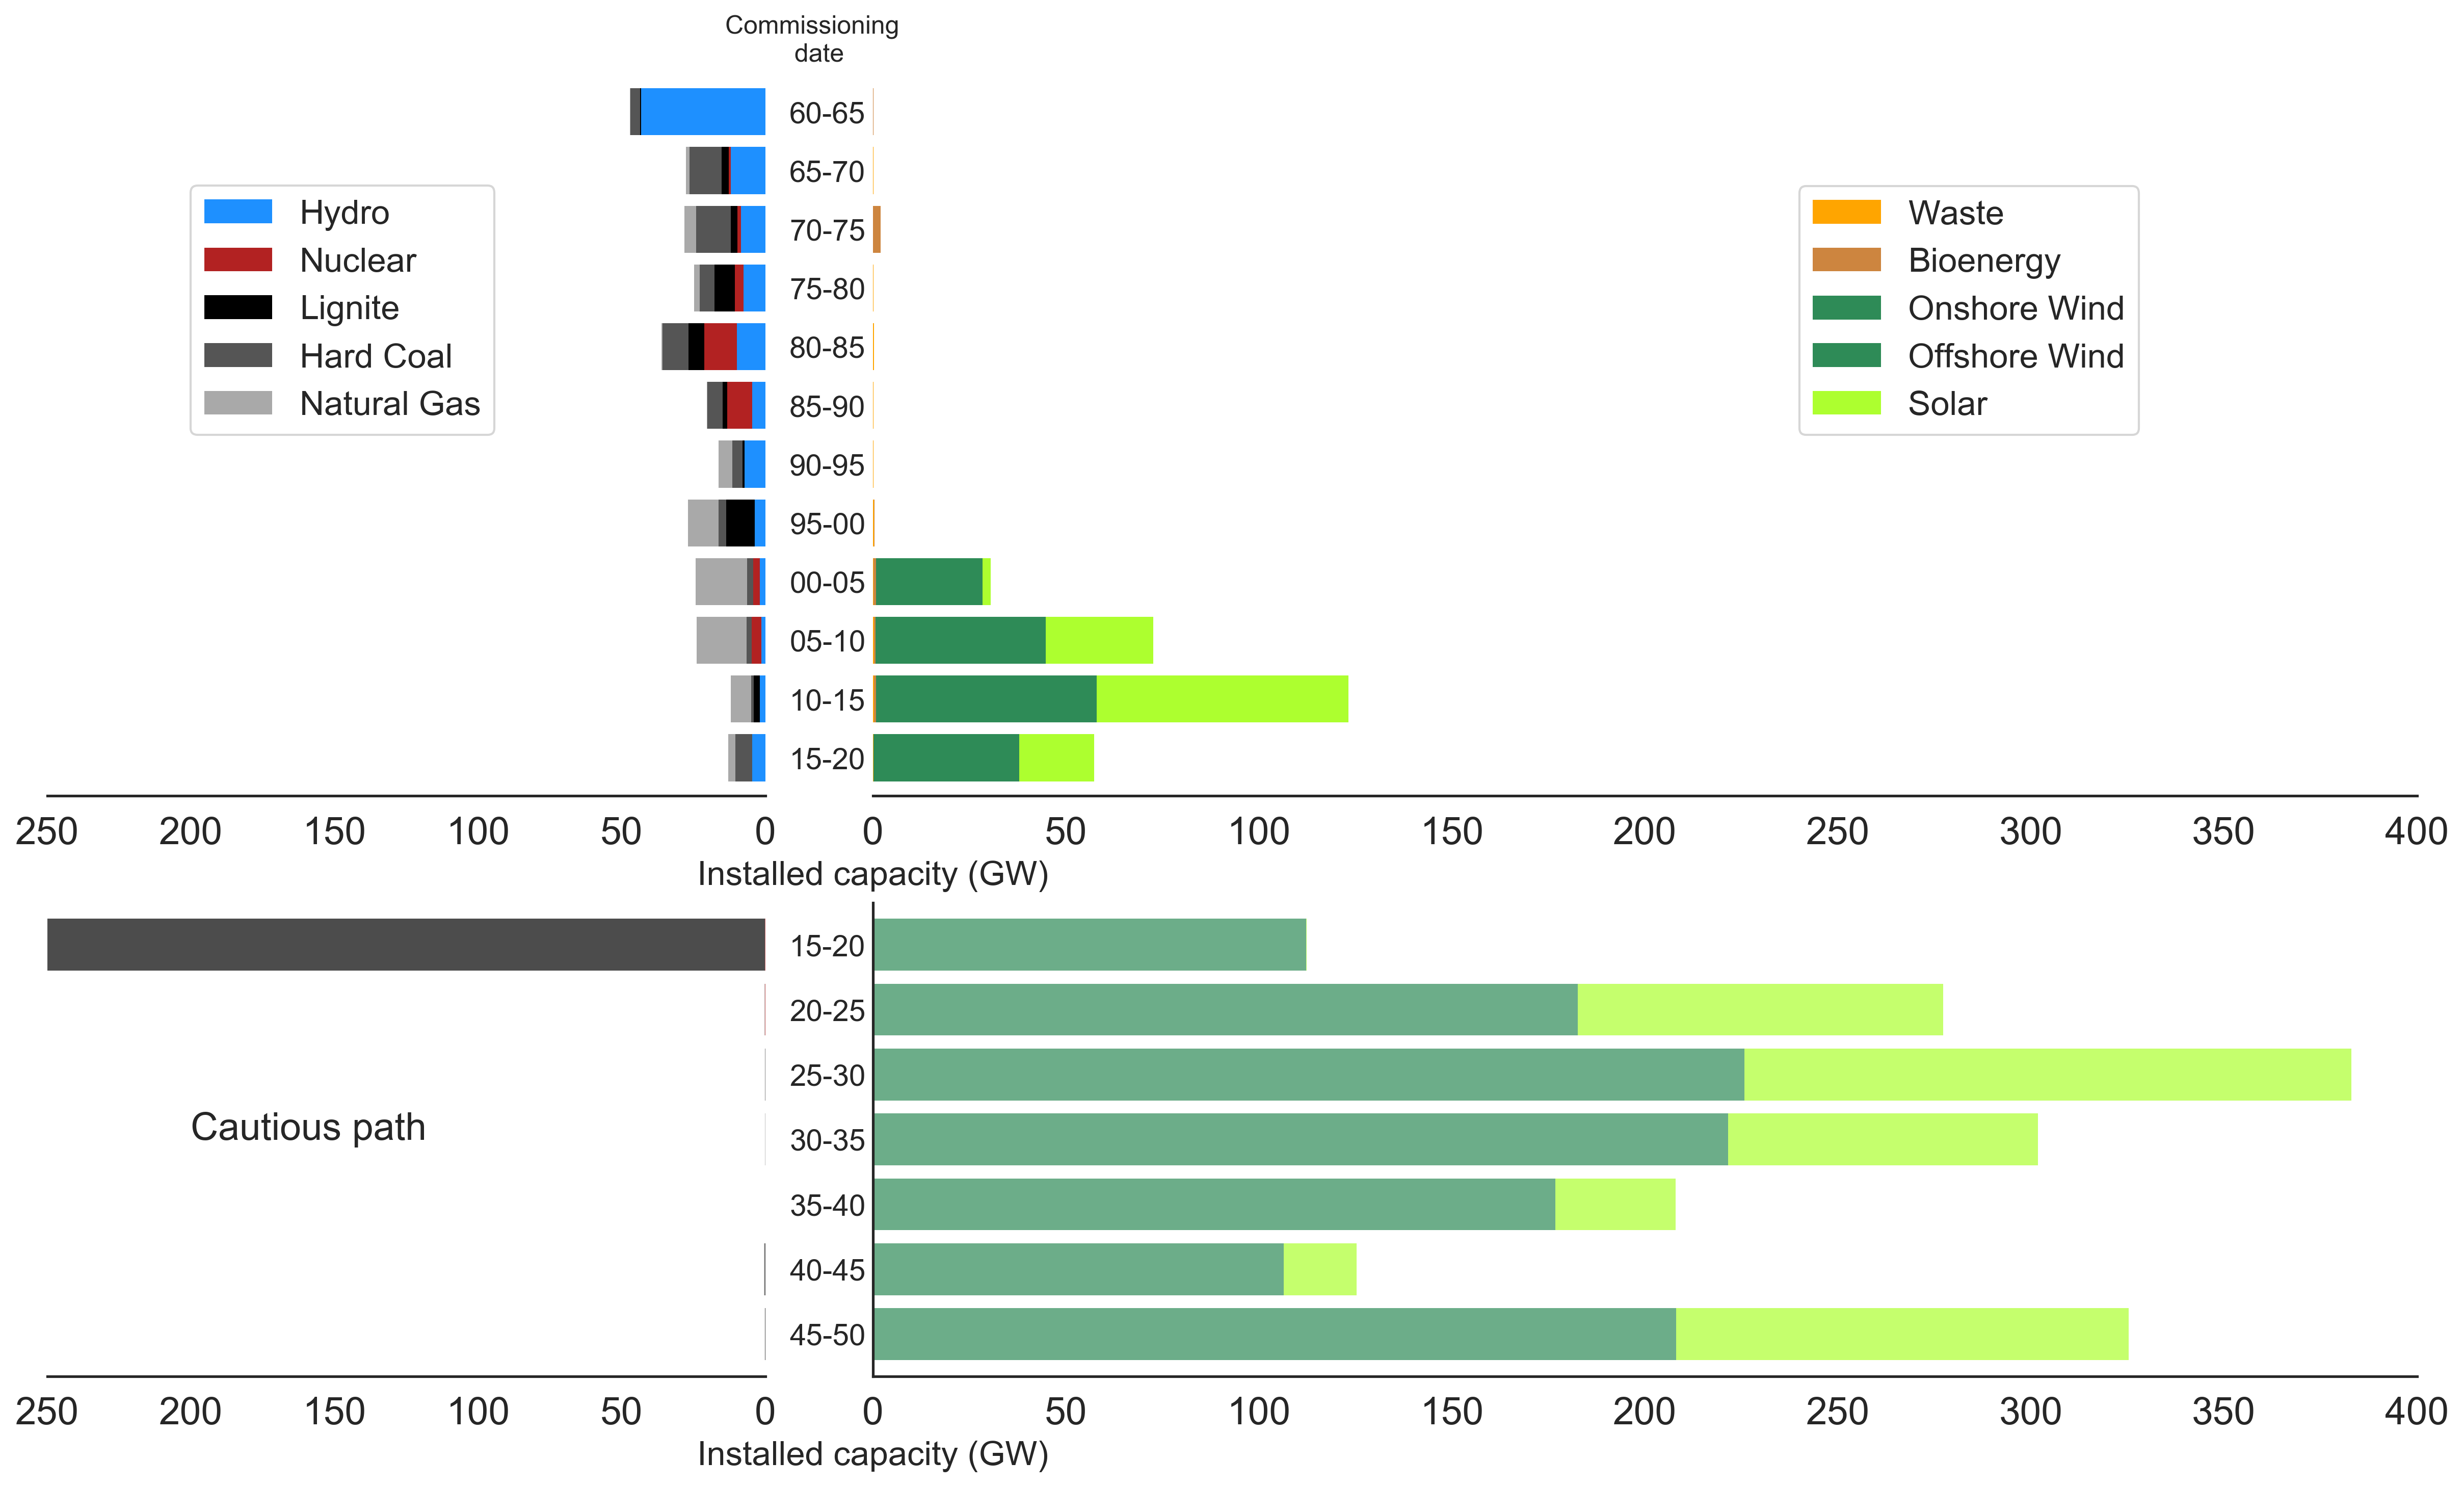 Commissioning
date
60-65
65-70
70-75
75-80
80-85
85-90
90-95
95-00
00-05
05-10
10-15
15-20
Hydro
Nuclear
Lignite
Hard Coal
Natural Gas
Waste
Bioenergy
Onshore Wind
Offshore Wind
Solar
250 200 150 100 50 0 0 50 100 150 200 250 300 350 400
Installed capacity (GW)
15-20
20-25
25-30
30-35
35-40
40-45
45-50
Cautious path
250 200 150 100 50 0 0 50 100 150 200 250 300 350 400
Installed capacity (GW)